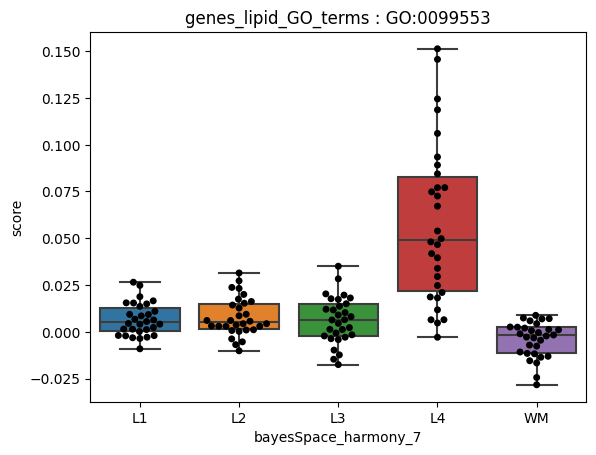 genes_lipid_GO_terms : GO:0099553
0.150
0.125
0.100
0.075
0.050
0.025
0.000
−0.025
score
L1 L2 L3 L4 WM
bayesSpace_harmony_7